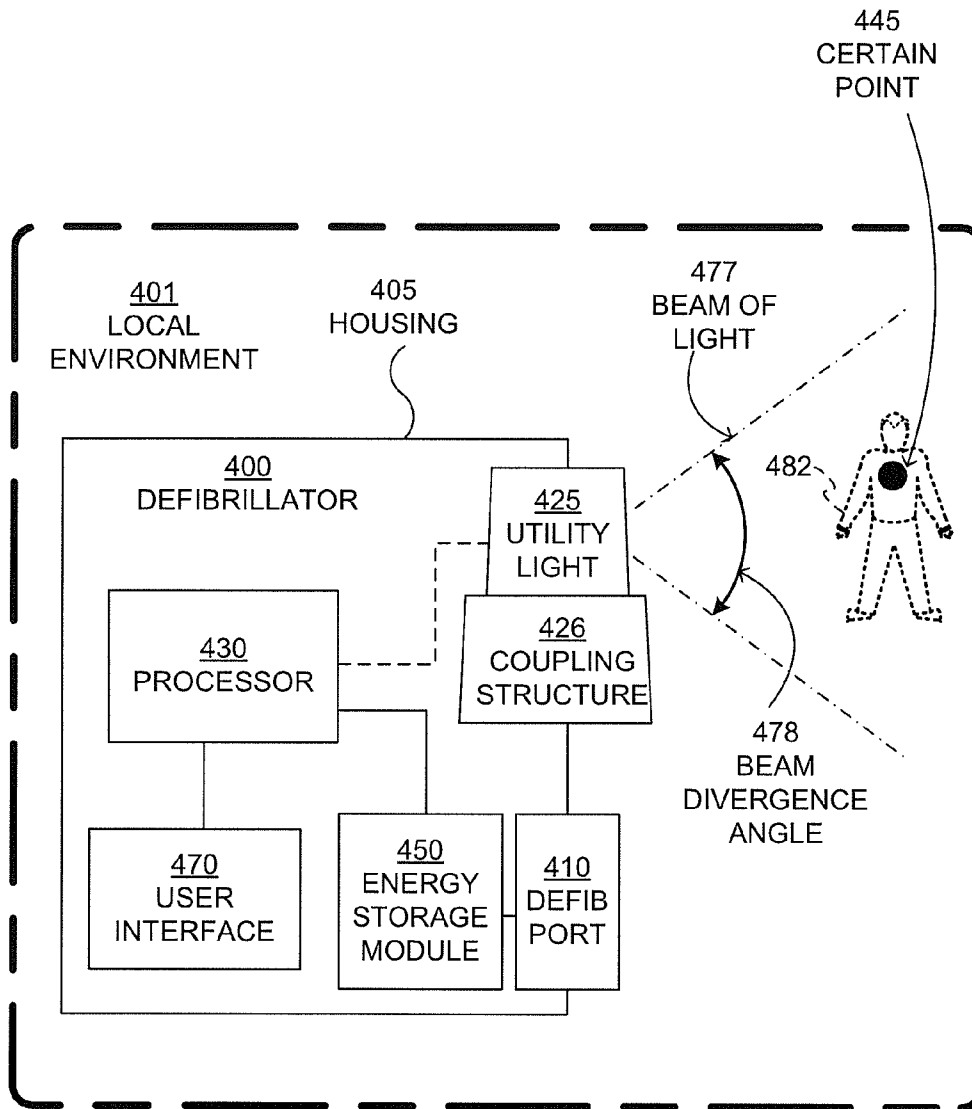 445
CERTAIN
POINT
401
LOCAL
ENVIRONMENT
405
HOUSING
477
BEAM OF
LIGHT
400
DEFIBRILLATOR
425
UTILITY
LIGHT
482
430
PROCESSOR
426
COUPLING
STRUCTURE
478
BEAM
DIVERGENCE
ANGLE
470
USER
INTERFACE
450
ENERGY
STORAGE
MODULE
410
DEFIB
PORT